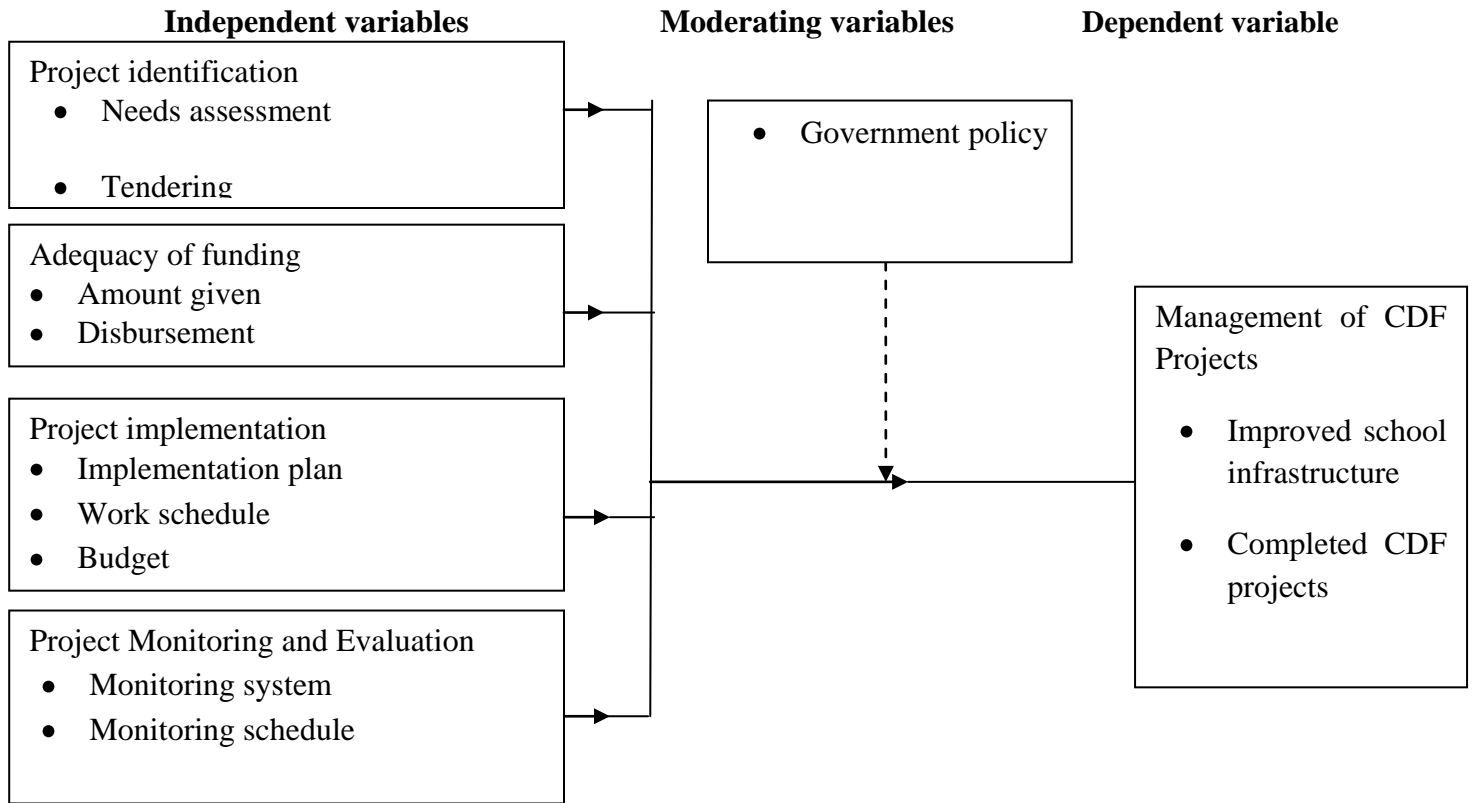 Independent variables
Moderating variables
Dependent variable
Project identification
• Needs assessment
• Tendering
Adequacy of funding
• Amount given
• Disbursement
Project implementation
• Implementation plan
• Work schedule
• Budget
Project Monitoring and Evaluation
• Monitoring system
• Monitoring schedule
• Government policy
Management of CDF
Projects
• Improved school
infrastructure
• Completed CDF
projects